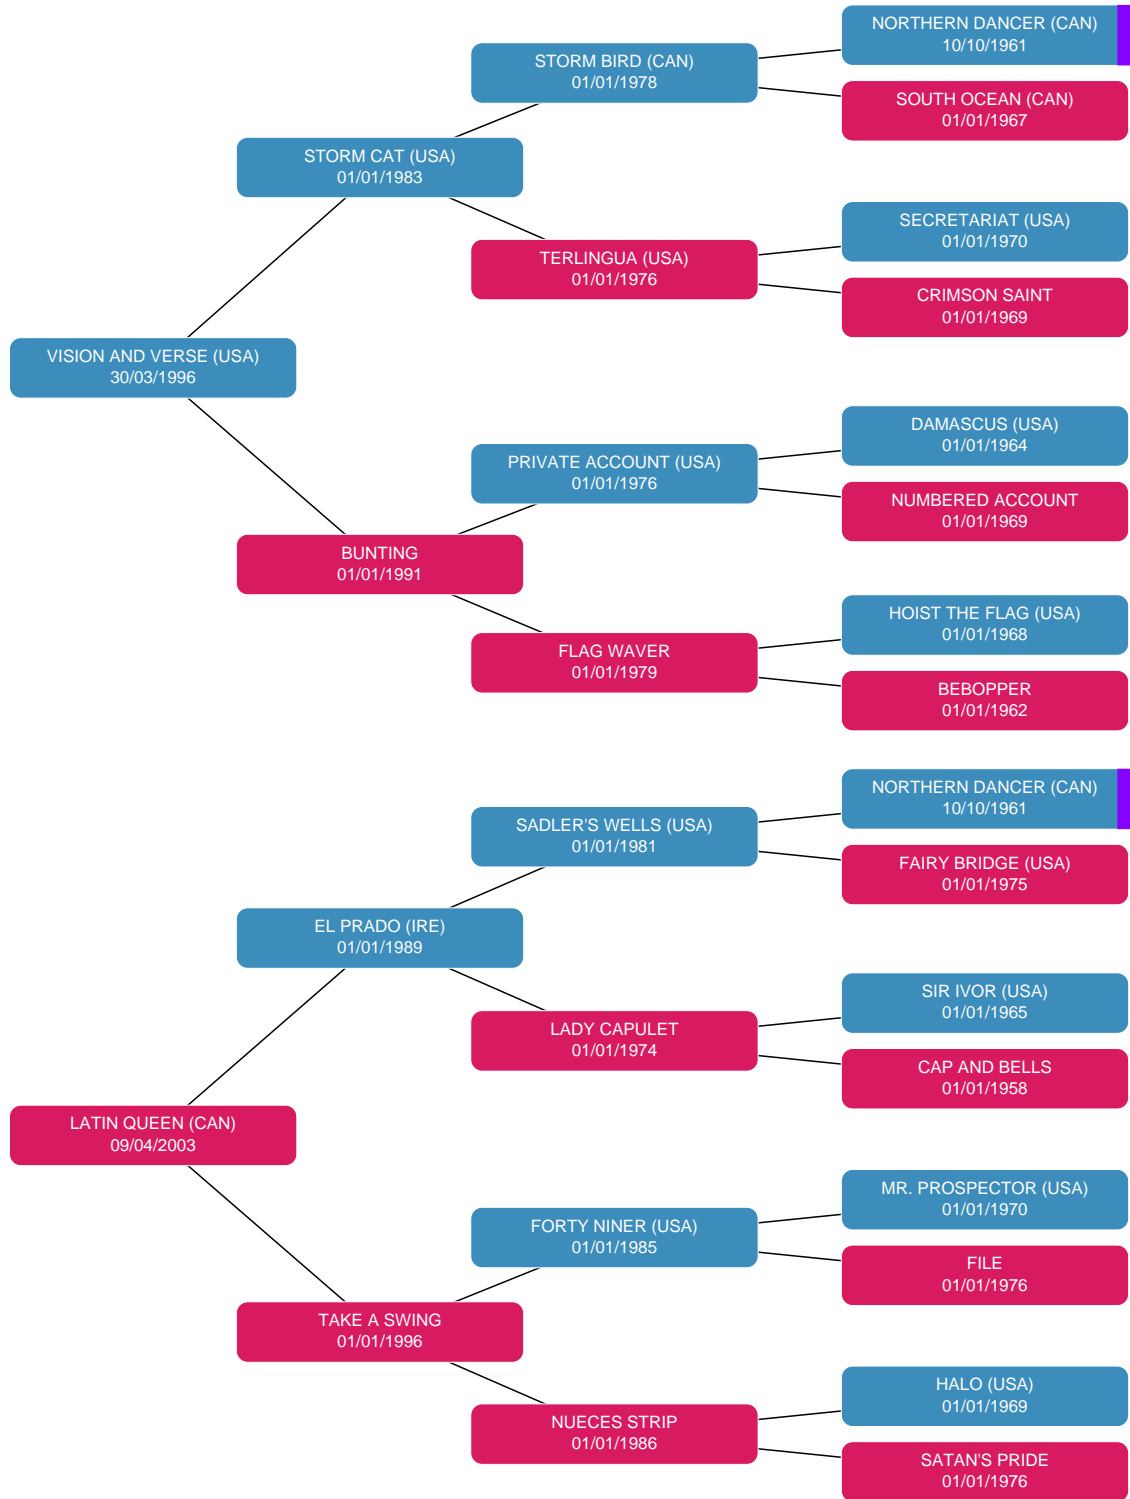 NORTHERN DANCER (CAN)
10/10/1961
STORM BIRD (CAN)
01/01/1978
SOUTH OCEAN (CAN)
01/01/1967
STORM CAT (USA)
01/01/1983
SECRETARIAT (USA)
01/01/1970
TERLINGUA (USA)
01/01/1976
CRIMSON SAINT
01/01/1969
VISION AND VERSE (USA)
30/03/1996
DAMASCUS (USA)
01/01/1964
PRIVATE ACCOUNT (USA)
01/01/1976
NUMBERED ACCOUNT
01/01/1969
BUNTING
01/01/1991
HOIST THE FLAG (USA)
01/01/1968
FLAG WAVER
01/01/1979
BEBOPPER
01/01/1962
NORTHERN DANCER (CAN)
10/10/1961
SADLER'S WELLS (USA)
01/01/1981
FAIRY BRIDGE (USA)
01/01/1975
EL PRADO (IRE)
01/01/1989
SIR IVOR (USA)
01/01/1965
LADY CAPULET
01/01/1974
CAP AND BELLS
01/01/1958
LATIN QUEEN (CAN)
09/04/2003
MR. PROSPECTOR (USA)
01/01/1970
FORTY NINER (USA)
01/01/1985
FILE
01/01/1976
TAKE A SWING
01/01/1996
HALO (USA)
01/01/1969
NUECES STRIP
01/01/1986
SATAN'S PRIDE
01/01/1976